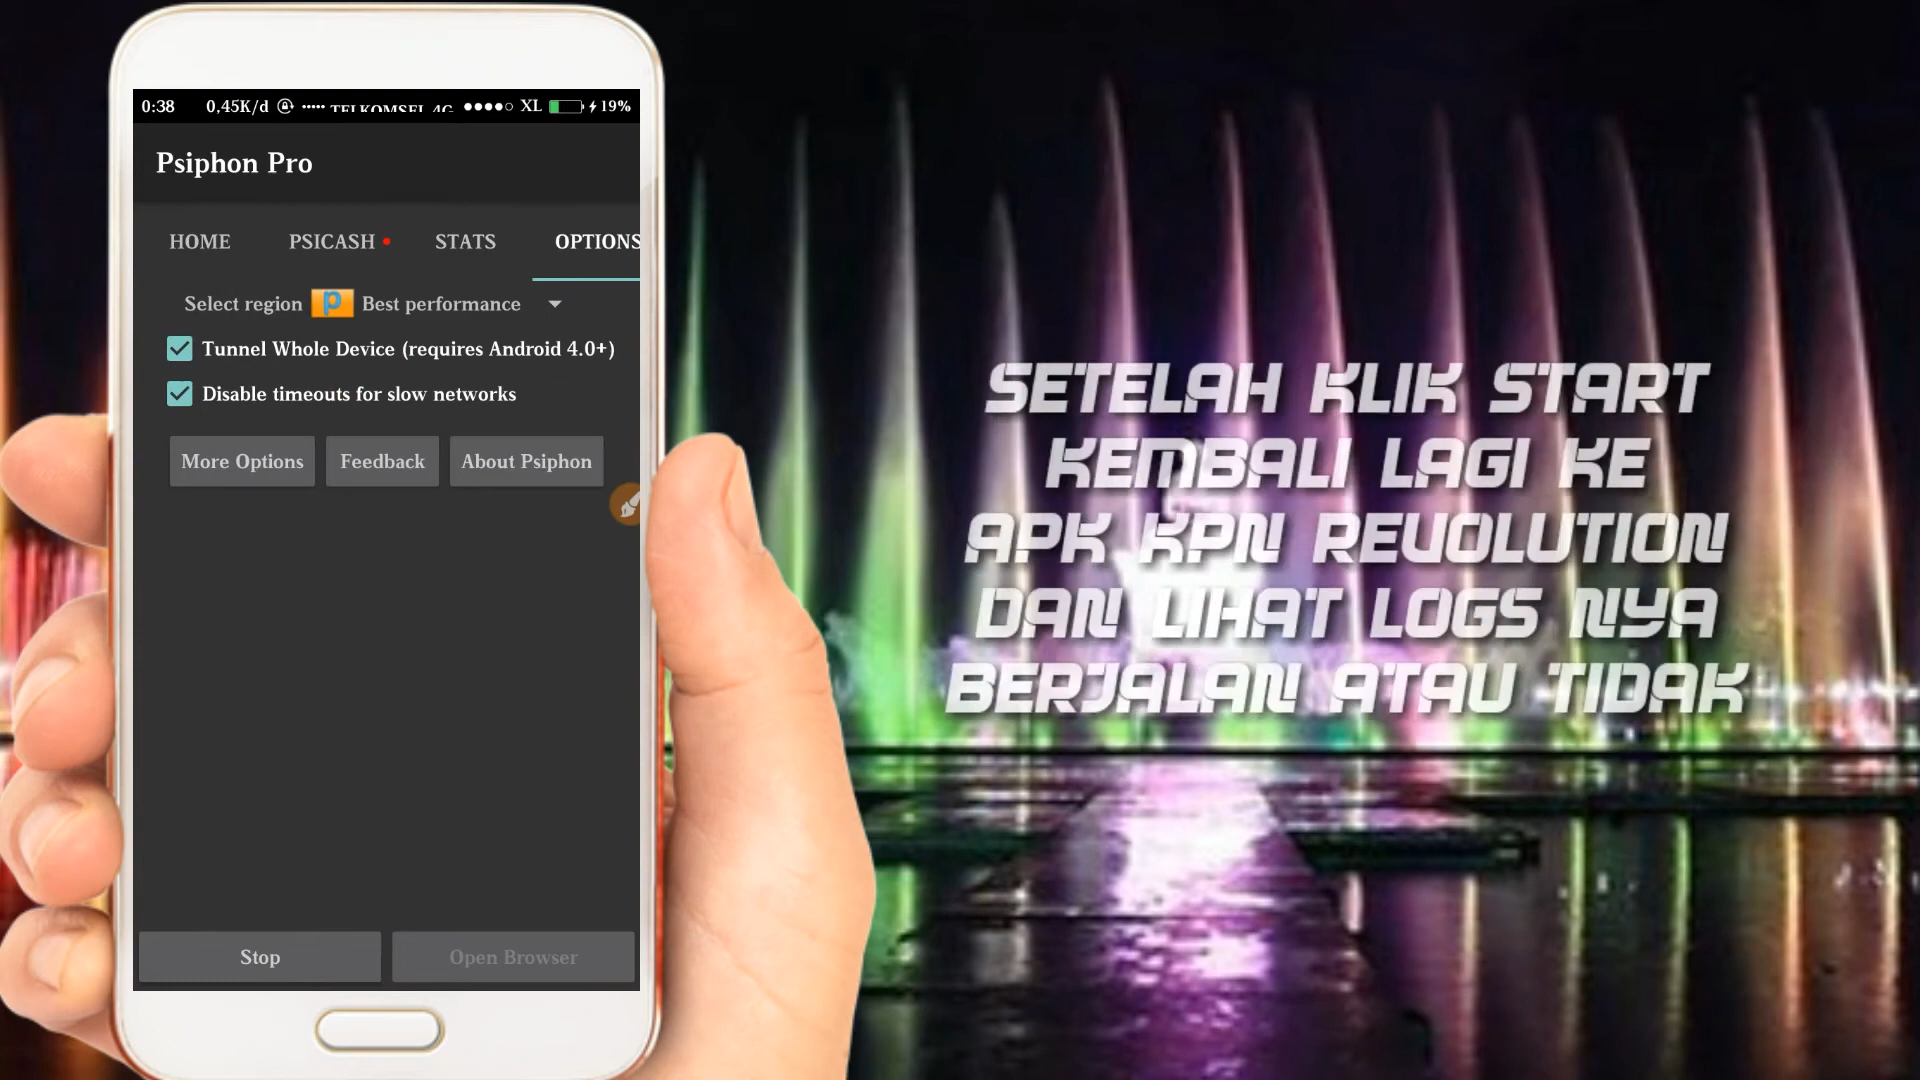 0:38 0,45K/d TELKOMSEL 4G XL 19%
Psiphon Pro
HOME PSICASH STATS OPTIONS
Select region P Best performance
Tunnel Whole Device (requires Android 4.0+)
Disable timeouts for slow networks
More Options Feedback About Psiphon
Stop Open Browser
SETELAH KLIK START
KEMBALI LAGI KE
APK KPN REVOLUTION
DAN LIHAT LOGS NYA
BERJALAN ATAU TIDAK